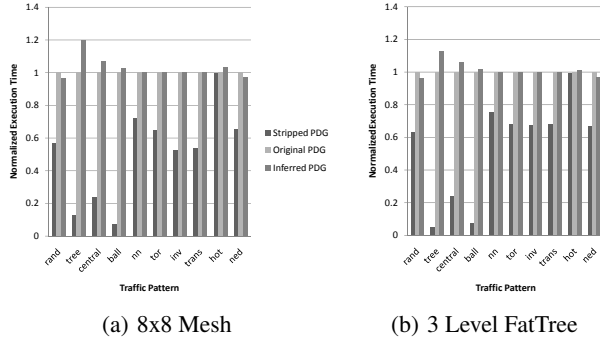 1.4
1.2
1
0.8
0.6
0.4
0.2
0
Normalized Execution Time
rand
tree
central
ball
nn
tor
inv
trans
hot
ned
Traffic Pattern
Stripped PDG
Original PDG
Inferred PDG
(a) 8x8 Mesh
1.4
1.2
1
0.8
0.6
0.4
0.2
0
Normalized Execution Time
rand
tree
central
ball
nn
tor
inv
trans
hot
ned
Traffic Pattern
(b) 3 Level FatTree